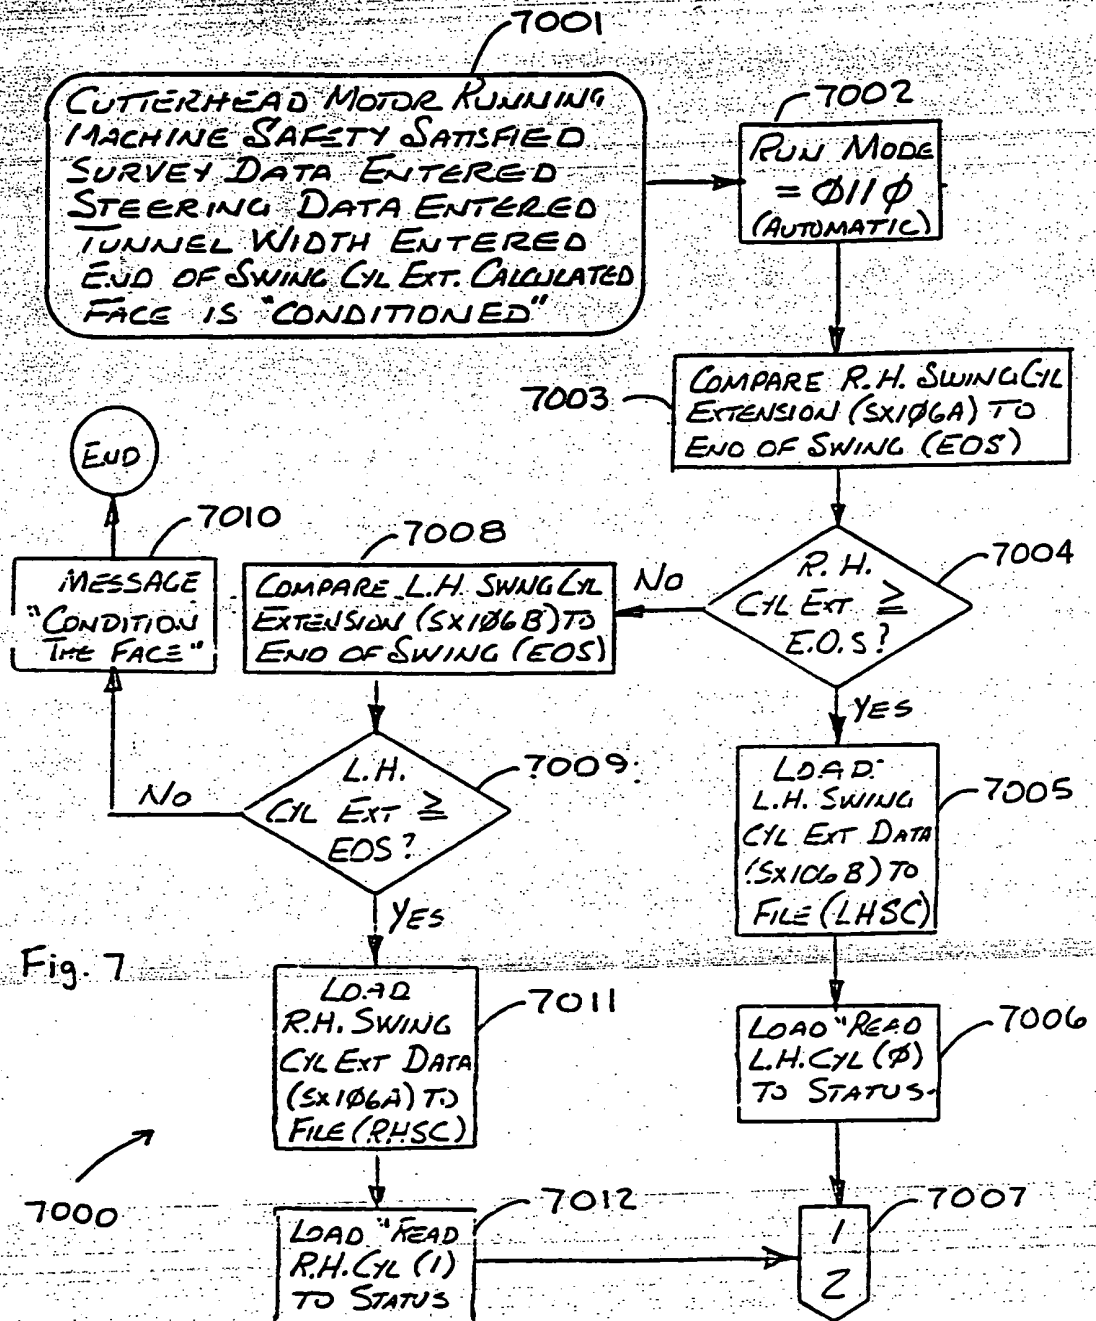 7001
CUTTERHEAD MOTOR RUNNING
MACHINE SAFETY SATISFIED
SURVEY DATA ENTERED
STEERING DATA ENTERED
TUNNEL WIDTH ENTERED
END OF SWING CYL EXT. CALCULATED
FACE IS "CONDITIONED"
7002
RUN MODE
= Ø11Ø
(AUTOMATIC)
7003
COMPARE R.H. SWING CYL
EXTENSION (SX1Ø6A) TO
END OF SWING (EOS)
7004
R.H.
CYL EXT ≧
E.O.S?
NO
YES
7008
COMPARE L.H. SWNG CYL
EXTENSION (SX1Ø6B) TO
END OF SWING (EOS)
END
7010
MESSAGE
"CONDITION
THE FACE"
7009
L.H.
CYL EXT ≧
EOS?
NO
YES
7005
LOAD
L.H. SWING
CYL EXT DATA
(SX106B) TO
FILE (LHSC)
Fig. 7
7011
LOAD
R.H. SWING
CYL EXT DATA
(SX1Ø6A) TO
FILE (RHSC)
7006
LOAD "READ
L.H. CYL (Ø)
TO STATUS
7000
7012
LOAD "READ
R.H. CYL (1)
TO STATUS
7007
1
2